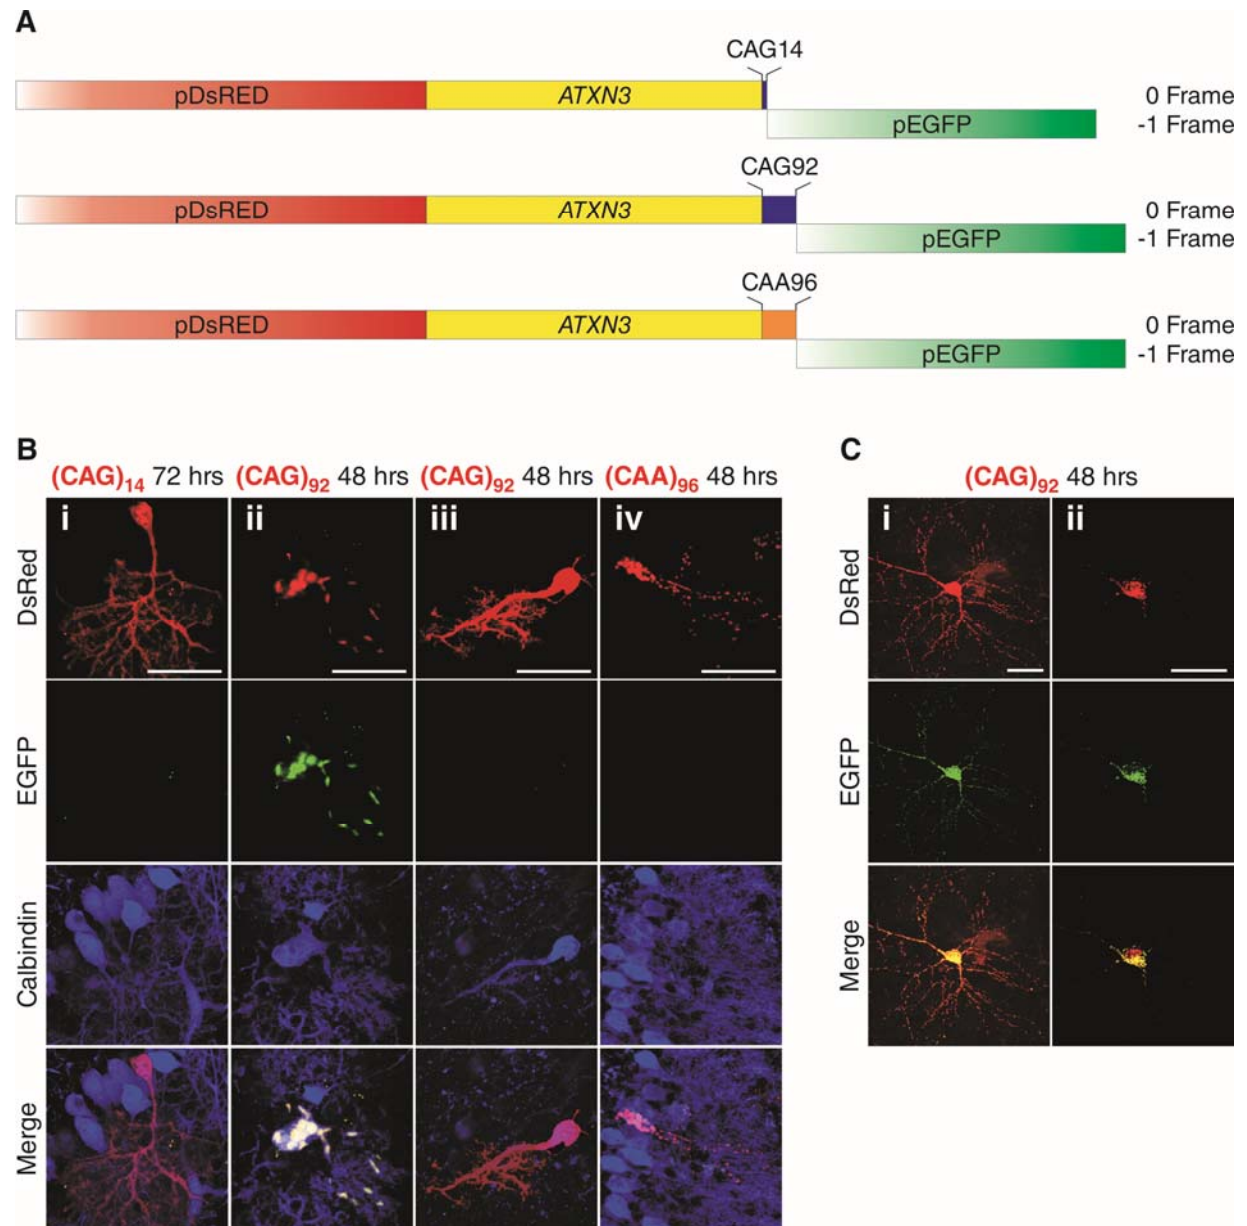 A
CAG14
pDsRED ATXN3 0 Frame
pEGFP -1 Frame
CAG92
pDsRED ATXN3 0 Frame
pEGFP -1 Frame
CAA96
pDsRED ATXN3 0 Frame
pEGFP -1 Frame
B
(CAG)14 72 hrs (CAG)92 48 hrs (CAG)92 48 hrs (CAA)96 48 hrs
i ii iii iv
DsRed
EGFP
Calbindin
Merge
C
(CAG)92 48 hrs
i ii
DsRed
EGFP
Merge